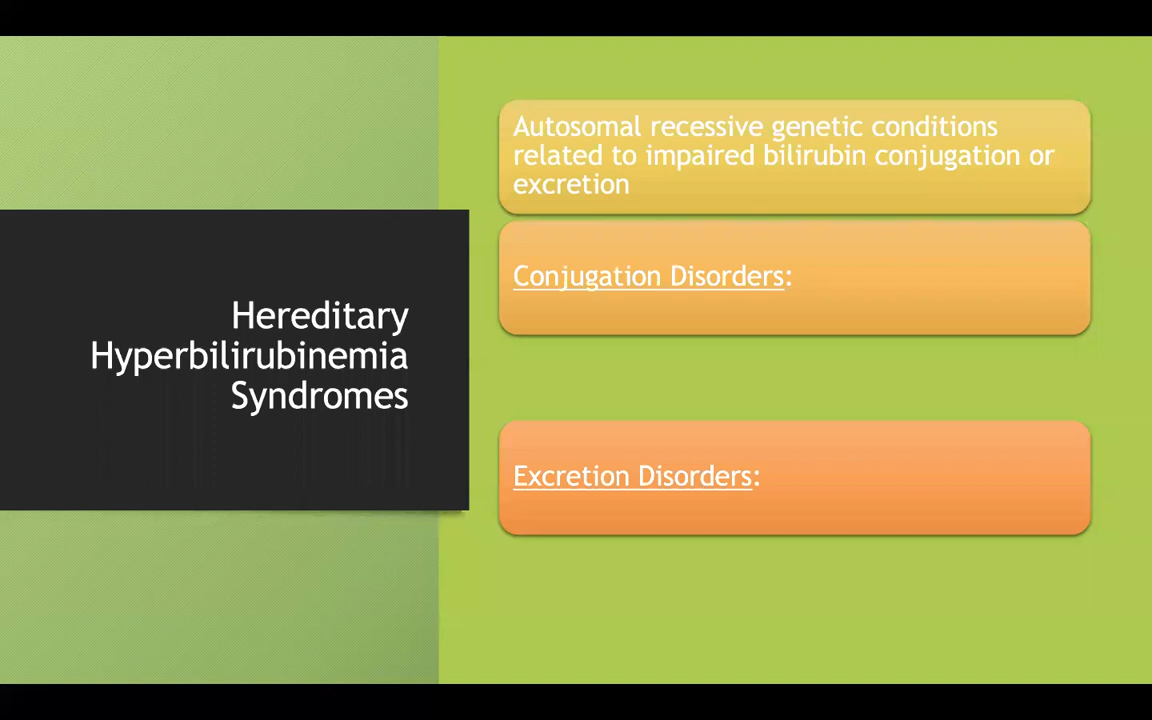 Hereditary
Hyperbilirubinemia
Syndromes
Autosomal recessive genetic conditions
related to impaired bilirubin conjugation or
excretion
Conjugation Disorders:
Excretion Disorders: